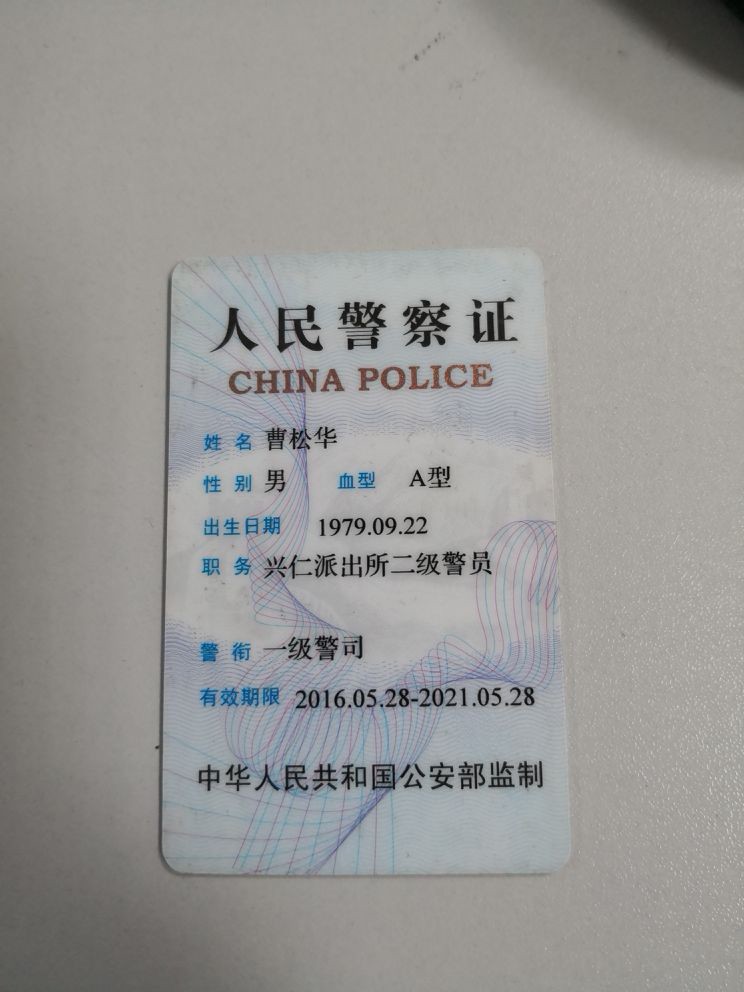 人民警察证
CHINA POLICE
姓名 曹松华
性别 男 血型 A型
出生日期 1979.09.22
职务 兴仁派出所二级警员
警衔 一级警司
有效期限 2016.05.28-2021.05.28
中华人民共和国公安部监制